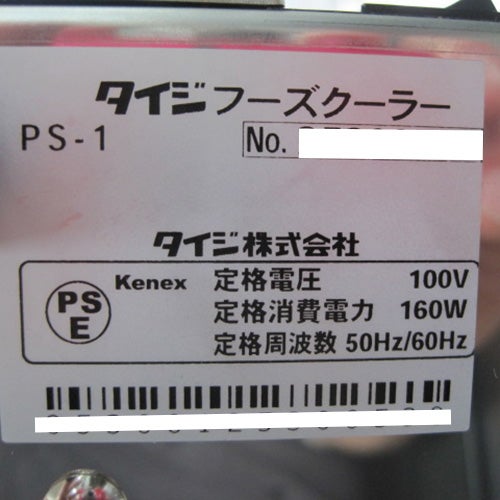 タイジフーズクーラー
PS-1
No.
タイジ株式会社
PS
E
Kenex
定格電圧 100V
定格消費電力 160W
定格周波数 50Hz/60Hz